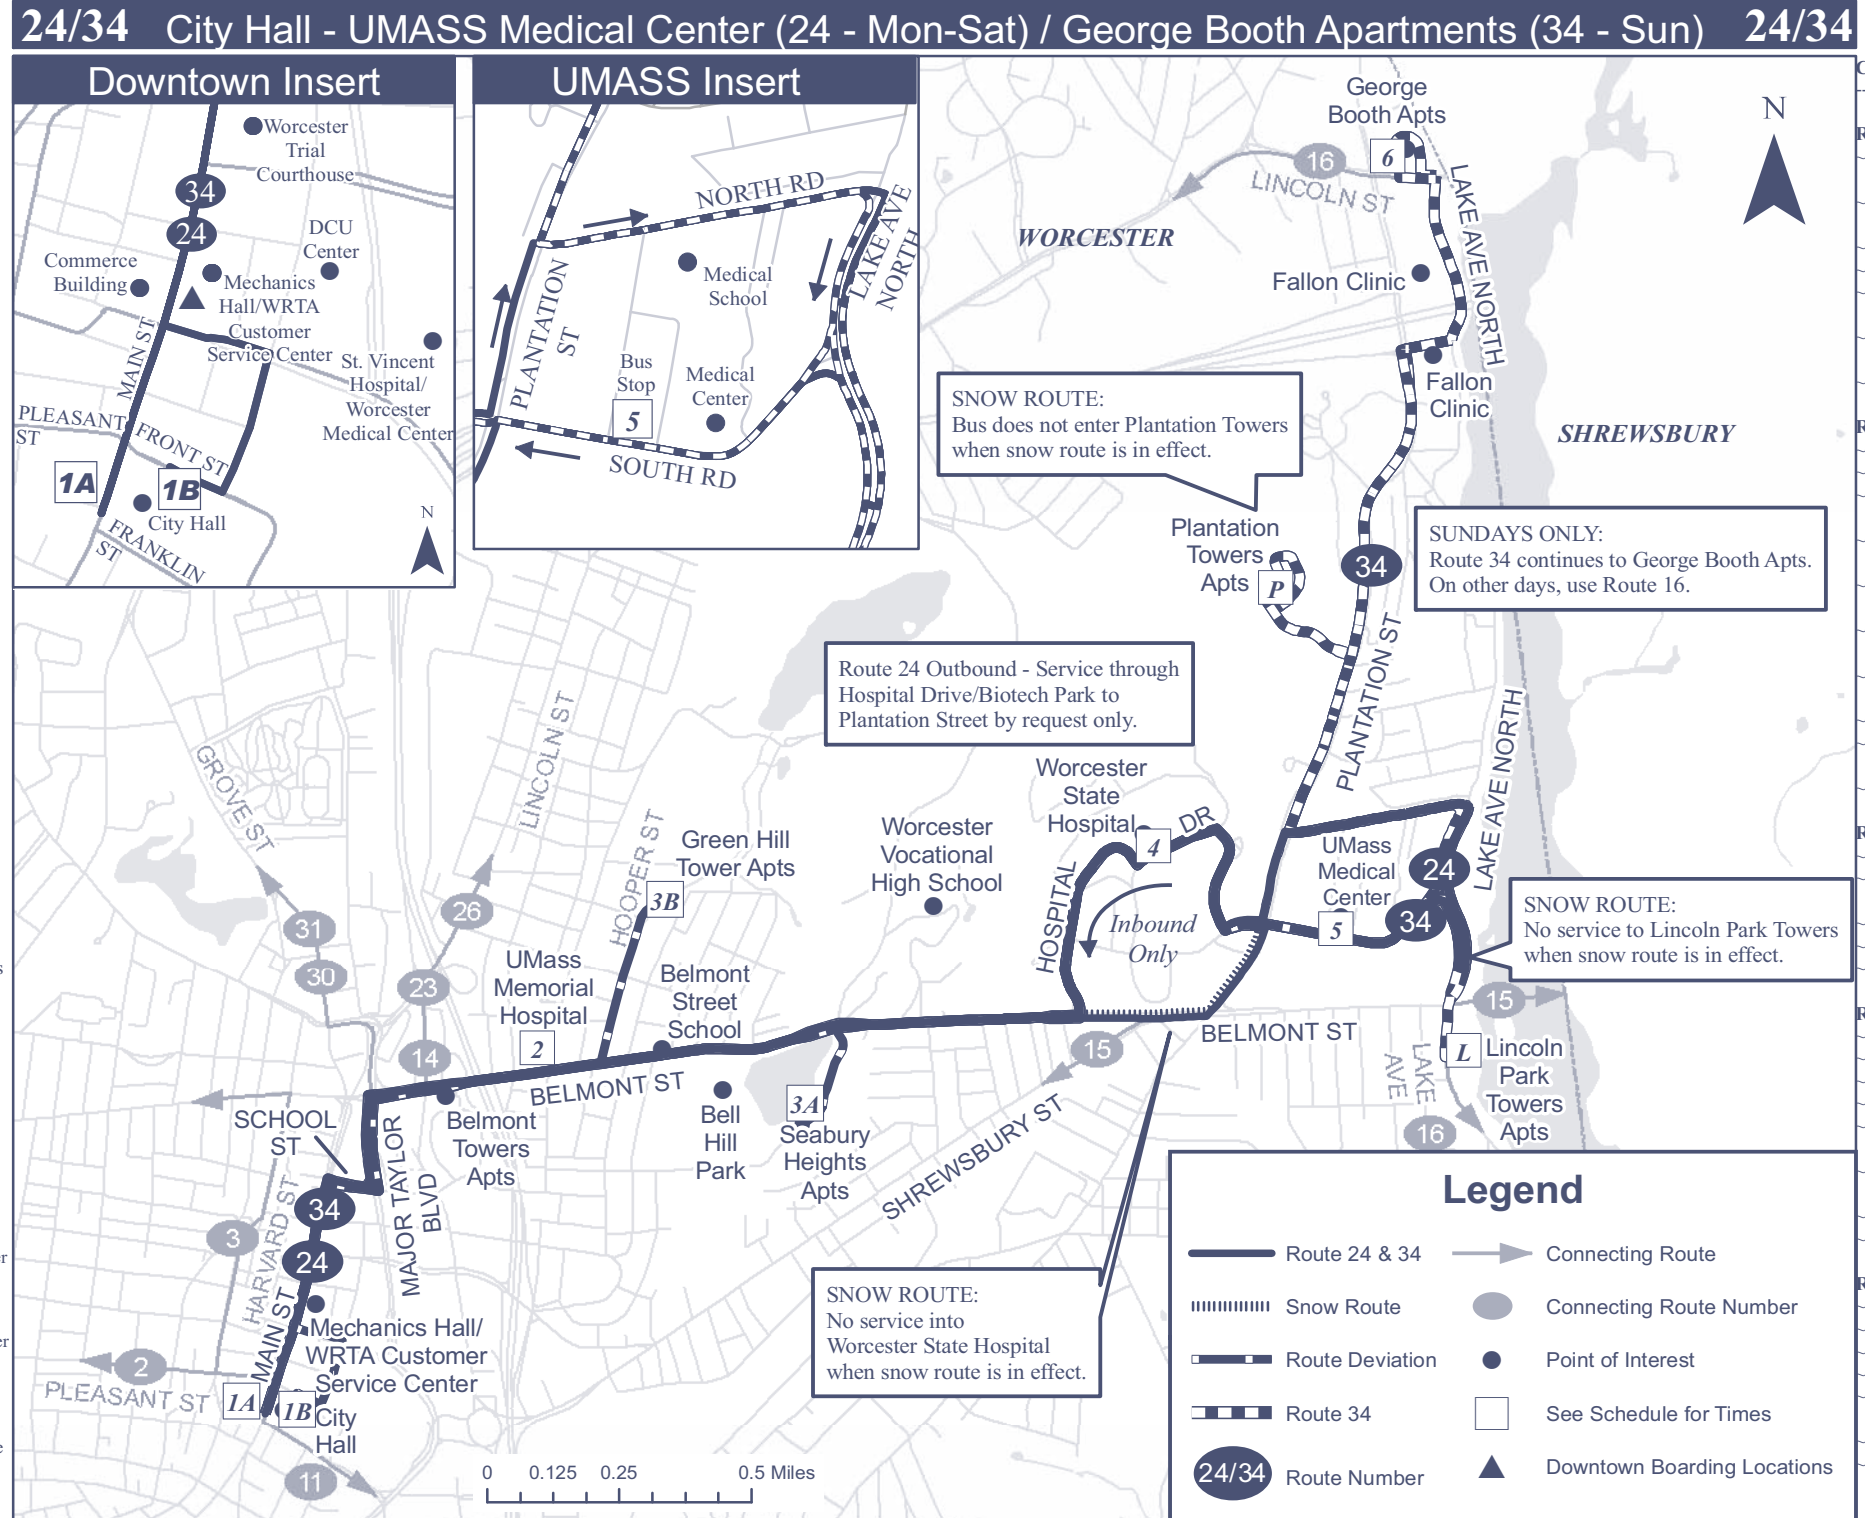 24/34 City Hall - UMASS Medical Center (24 - Mon-Sat) / George Booth Apartments (34 - Sun) 24/34
Downtown Insert
Worcester
Trial
Courthouse
34
24
DCU
Center
Commerce
Building
Mechanics
Hall/WRTA
Customer
Service Center
St. Vincent
Hospital/
Worcester
Medical Center
MAIN ST
PLEASANT
ST
FRONT ST
1A
1B
City Hall
FRANKLIN
ST
N
UMASS Insert
NORTH RD
LAKE AVE
NORTH
PLANTATION
ST
Medical
School
Bus
Stop
5
Medical
Center
SOUTH RD
George
Booth Apts
6
16
LINCOLN ST
LAKE AVE NORTH
N
WORCESTER
Fallon Clinic
Fallon
Clinic
SHREWSBURY
SNOW ROUTE:
Bus does not enter Plantation Towers
when snow route is in effect.
Plantation
Towers
Apts
P
34
SUNDAYS ONLY:
Route 34 continues to George Booth Apts.
On other days, use Route 16.
PLANTATION ST
Route 24 Outbound - Service through
Hospital Drive/Biotech Park to
Plantation Street by request only.
LAKE AVE NORTH
GROVE ST
LINCOLN ST
HOOPER ST
Green Hill
Tower Apts
3B
Worcester
Vocational
High School
Worcester
State
Hospital
4
DR
HOSPITAL
Inbound
Only
UMass
Medical
Center
5
24
34
SNOW ROUTE:
No service to Lincoln Park Towers
when snow route is in effect.
31
30
26
23
14
UMass
Memorial
Hospital
2
Belmont
Street
School
BELMONT ST
BELMONT ST
15
15
LAKE
AVE
L
Lincoln
Park
Towers
Apts
16
SCHOOL
ST
MAJOR TAYLOR
BLVD
Belmont
Towers
Apts
Bell
Hill
Park
3A
Seabury
Heights
Apts
SHREWSBURY ST
34
24
3
HARVARD ST
MAIN ST
Mechanics Hall/
WRTA Customer
Service Center
2
PLEASANT ST
1A
1B
City
Hall
11
SNOW ROUTE:
No service into
Worcester State Hospital
when snow route is in effect.
0 0.125 0.25 0.5 Miles
Legend
Route 24 & 34
Connecting Route
Snow Route
Connecting Route Number
Route Deviation
Point of Interest
Route 34
See Schedule for Times
24/34
Route Number
Downtown Boarding Locations